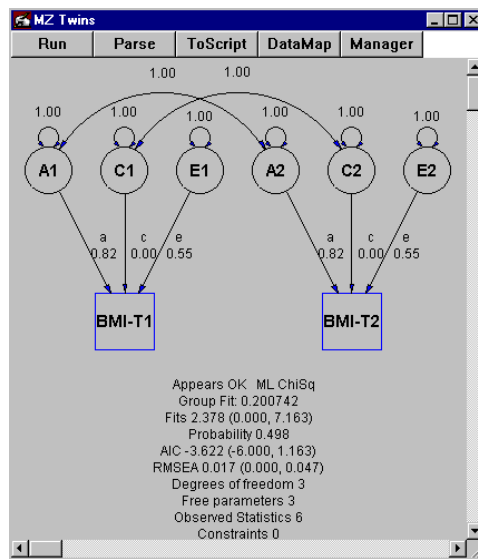 MZ Twins
Run Parse ToScript DataMap Manager
1.00 1.00
1.00 1.00 1.00 1.00 1.00 1.00
A1 C1 E1 A2 C2 E2
a c e a c e
0.82 0.00 0.55 0.82 0.00 0.55
BMI-T1 BMI-T2
Appears OK ML ChiSq
Group Fit: 0.200742
Fits 2.378 (0.000, 7.163)
Probability 0.498
AIC -3.622 (-6.000, 1.163)
RMSEA 0.017 (0.000, 0.047)
Degrees of freedom 3
Free parameters 3
Observed Statistics 6
Constraints 0